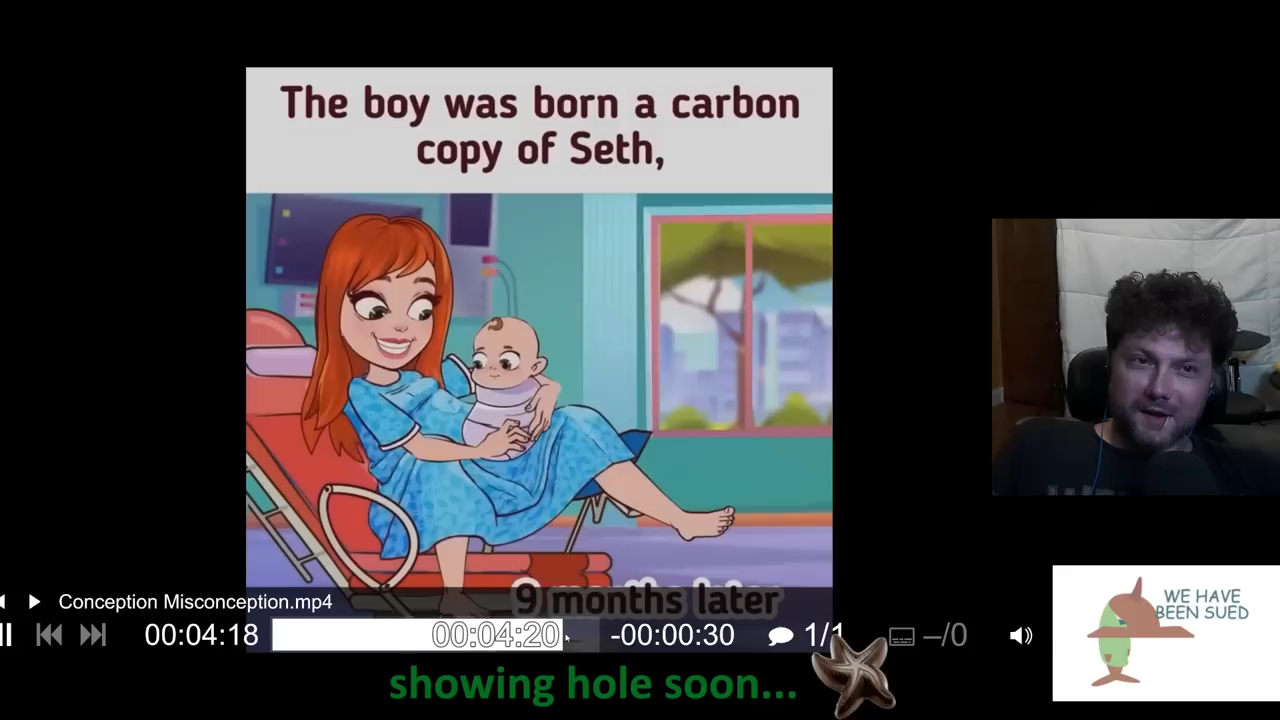 The boy was born a carbon
copy of Seth,
9 months later
Conception Misconception.mp4
00:04:18
00:04:20
-00:00:30
1/1
–/0
showing hole soon...
WE HAVE
BEEN SUED